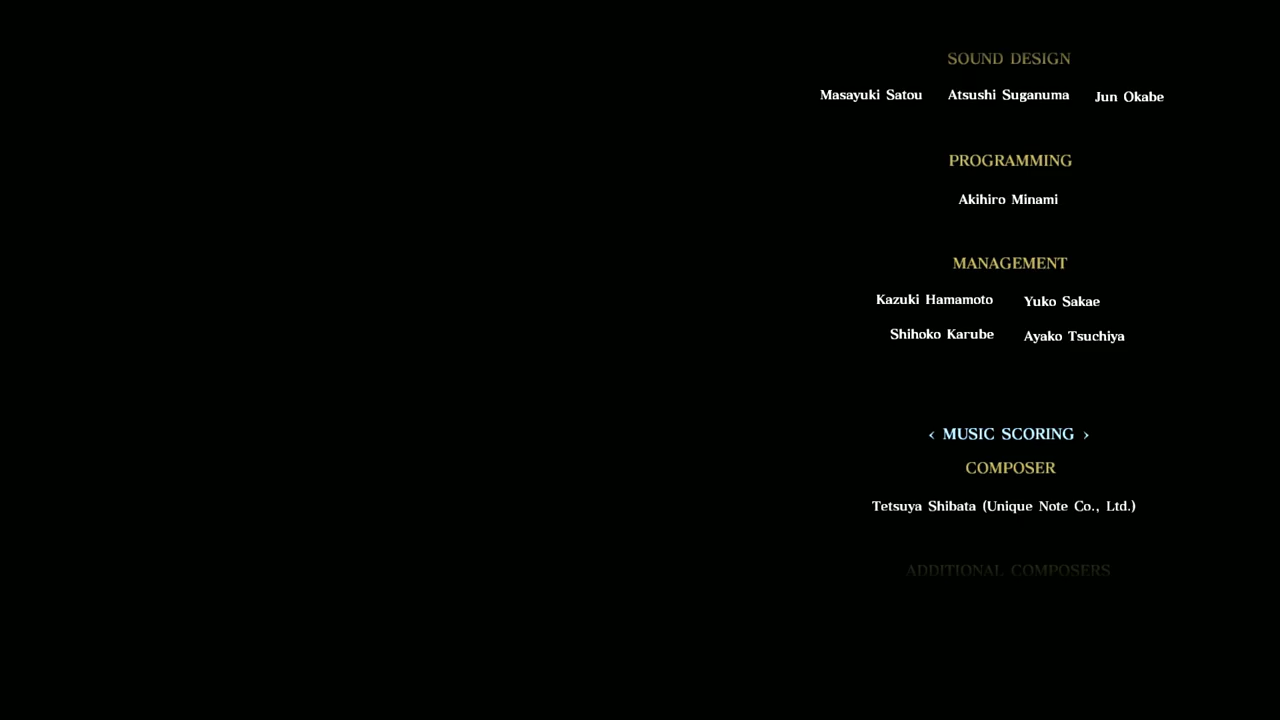 SOUND DESIGN
Masayuki Satou Atsushi Suganuma Jun Okabe
PROGRAMMING
Akihiro Minami
MANAGEMENT
Kazuki Hamamoto Yuko Sakae
Shihoko Karube Ayako Tsuchiya
‹ MUSIC SCORING ›
COMPOSER
Tetsuya Shibata (Unique Note Co., Ltd.)
ADDITIONAL COMPOSERS